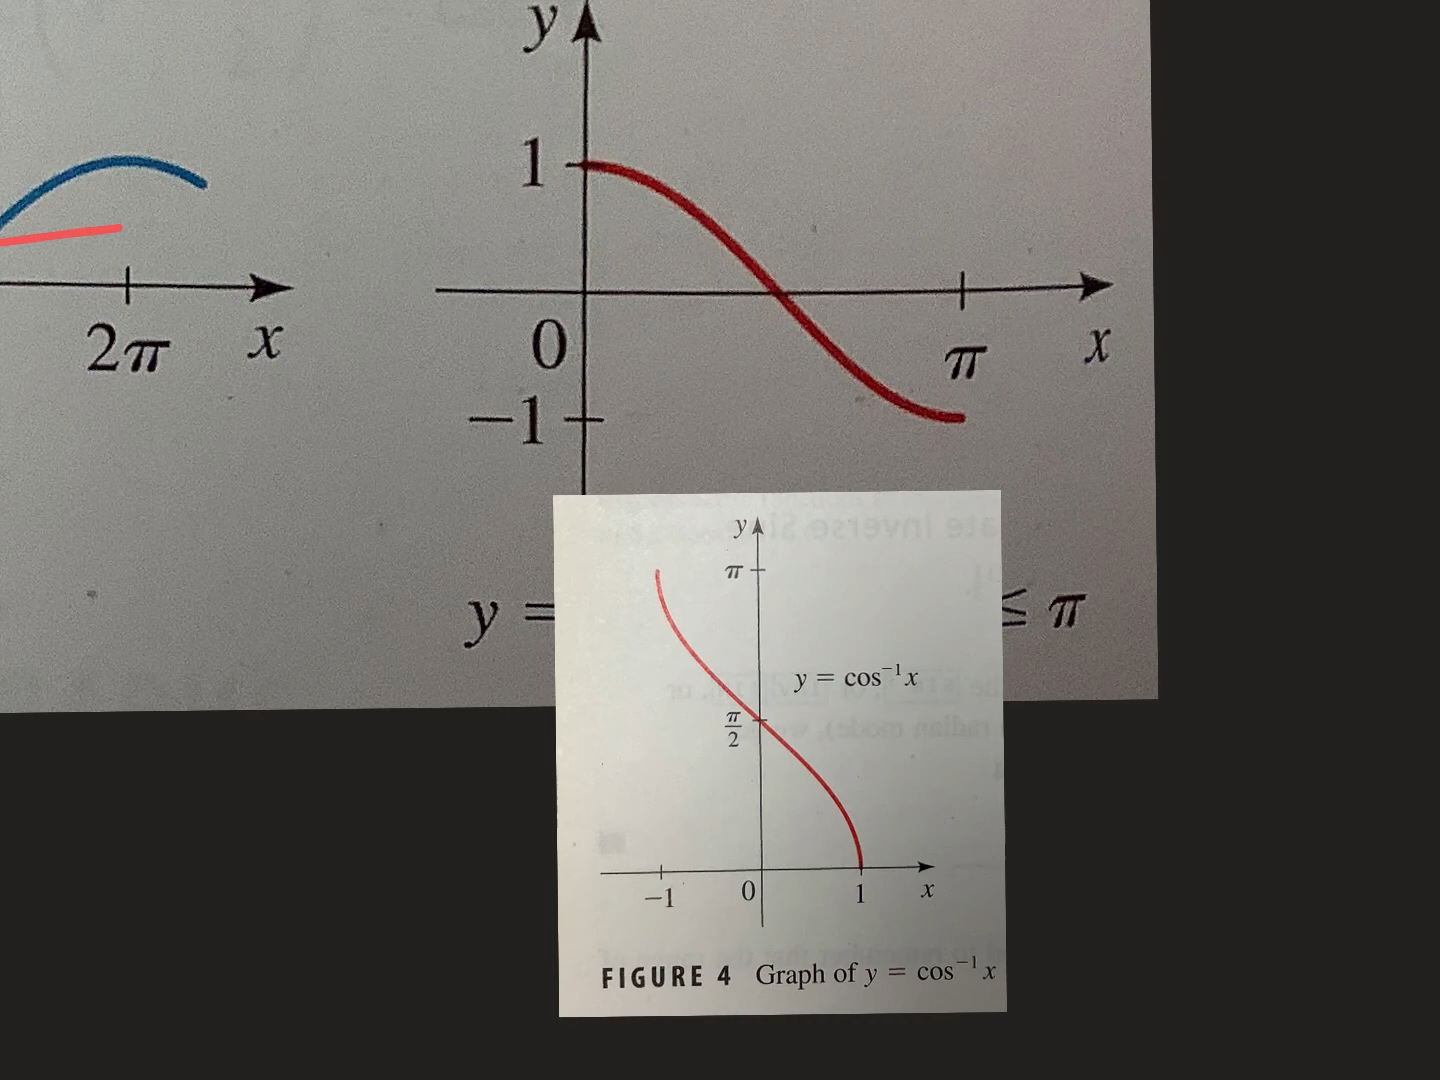 y
1
0
−1
π
x
2π
x
y =
≤ π
y
π
y = cos⁻¹x
π/2
−1
0
1
x
FIGURE 4 Graph of y = cos⁻¹x